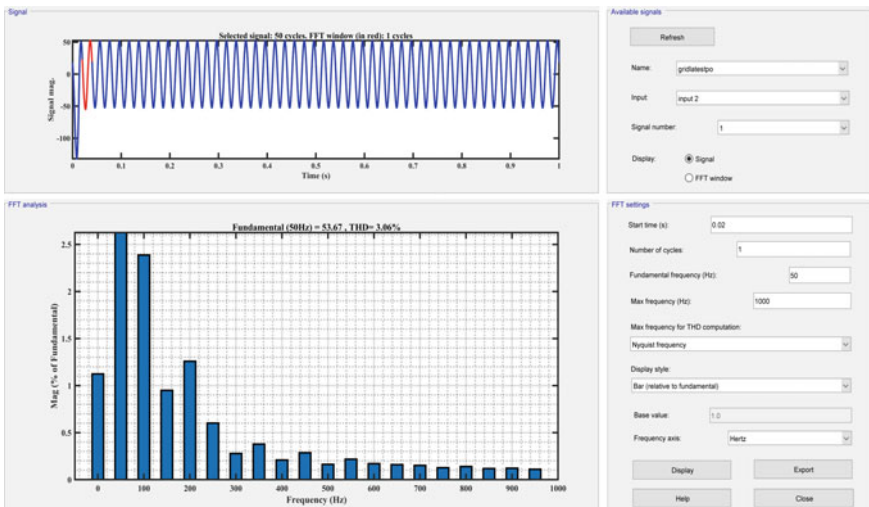 Signal
Selected signal: 50 cycles. FFT window (in red): 1 cycles
50
0
-50
-100
Signal mag.
0 0.1 0.2 0.3 0.4 0.5 0.6 0.7 0.8 0.9 1
Time (s)
FFT analysis
Fundamental (50Hz) = 53.67 , THD= 3.06%
2.5
2
1.5
1
0.5
0
Mag (% of Fundamental)
0 100 200 300 400 500 600 700 800 900 1000
Frequency (Hz)
Available signals
Refresh
Name: gridlateslpo
Input: input 2
Signal number: 1
Display: Signal
FFT window
FFT settings
Start time (s): 0.02
Number of cycles: 1
Fundamental frequency (Hz): 50
Max frequency (Hz): 1000
Max frequency for THD computation:
Nyquist frequency
Display style:
Bar (relative to fundamental)
Base value: 1.0
Frequency axis: Hertz
Display Export
Help Close